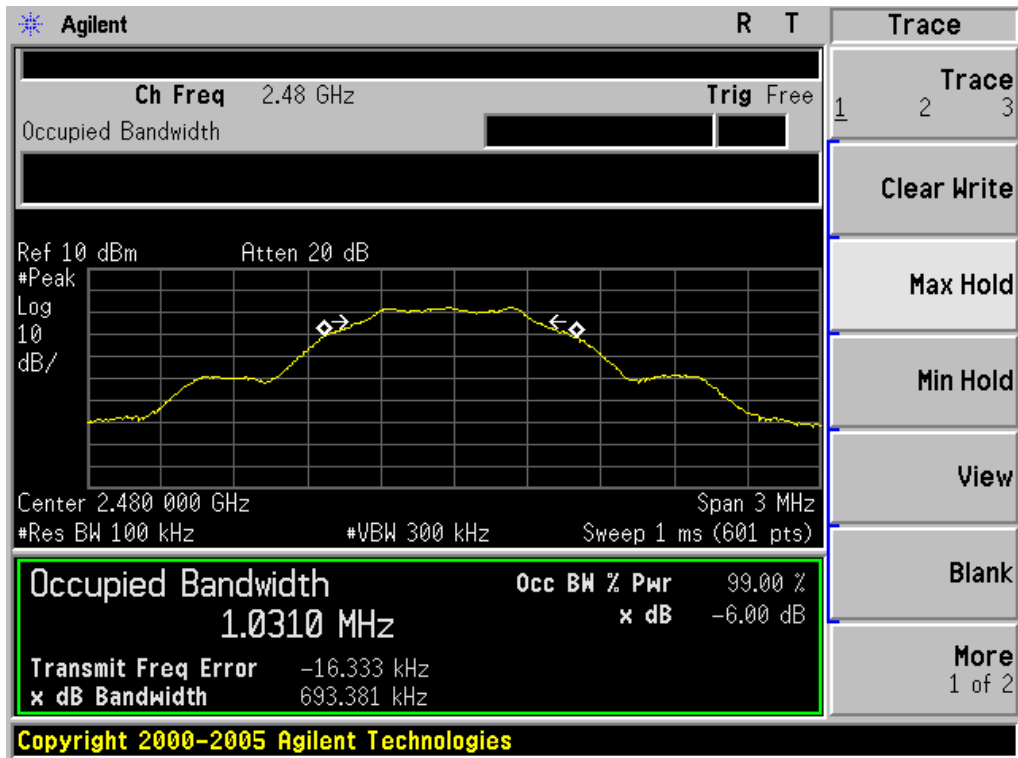 Agilent R T Trace
Ch Freq 2.48 GHz Trig Free
Occupied Bandwidth
Trace
1 2 3
Clear Write
Max Hold
Min Hold
View
Blank
More
1 of 2
Ref 10 dBm Atten 20 dB
#Peak
Log
10
dB/
Center 2.480 000 GHz Span 3 MHz
#Res BW 100 kHz #VBW 300 kHz Sweep 1 ms (601 pts)
Occupied Bandwidth Occ BW % Pwr 99.00 %
1.0310 MHz x dB -6.00 dB
Transmit Freq Error -16.333 kHz
x dB Bandwidth 693.381 kHz
Copyright 2000-2005 Agilent Technologies